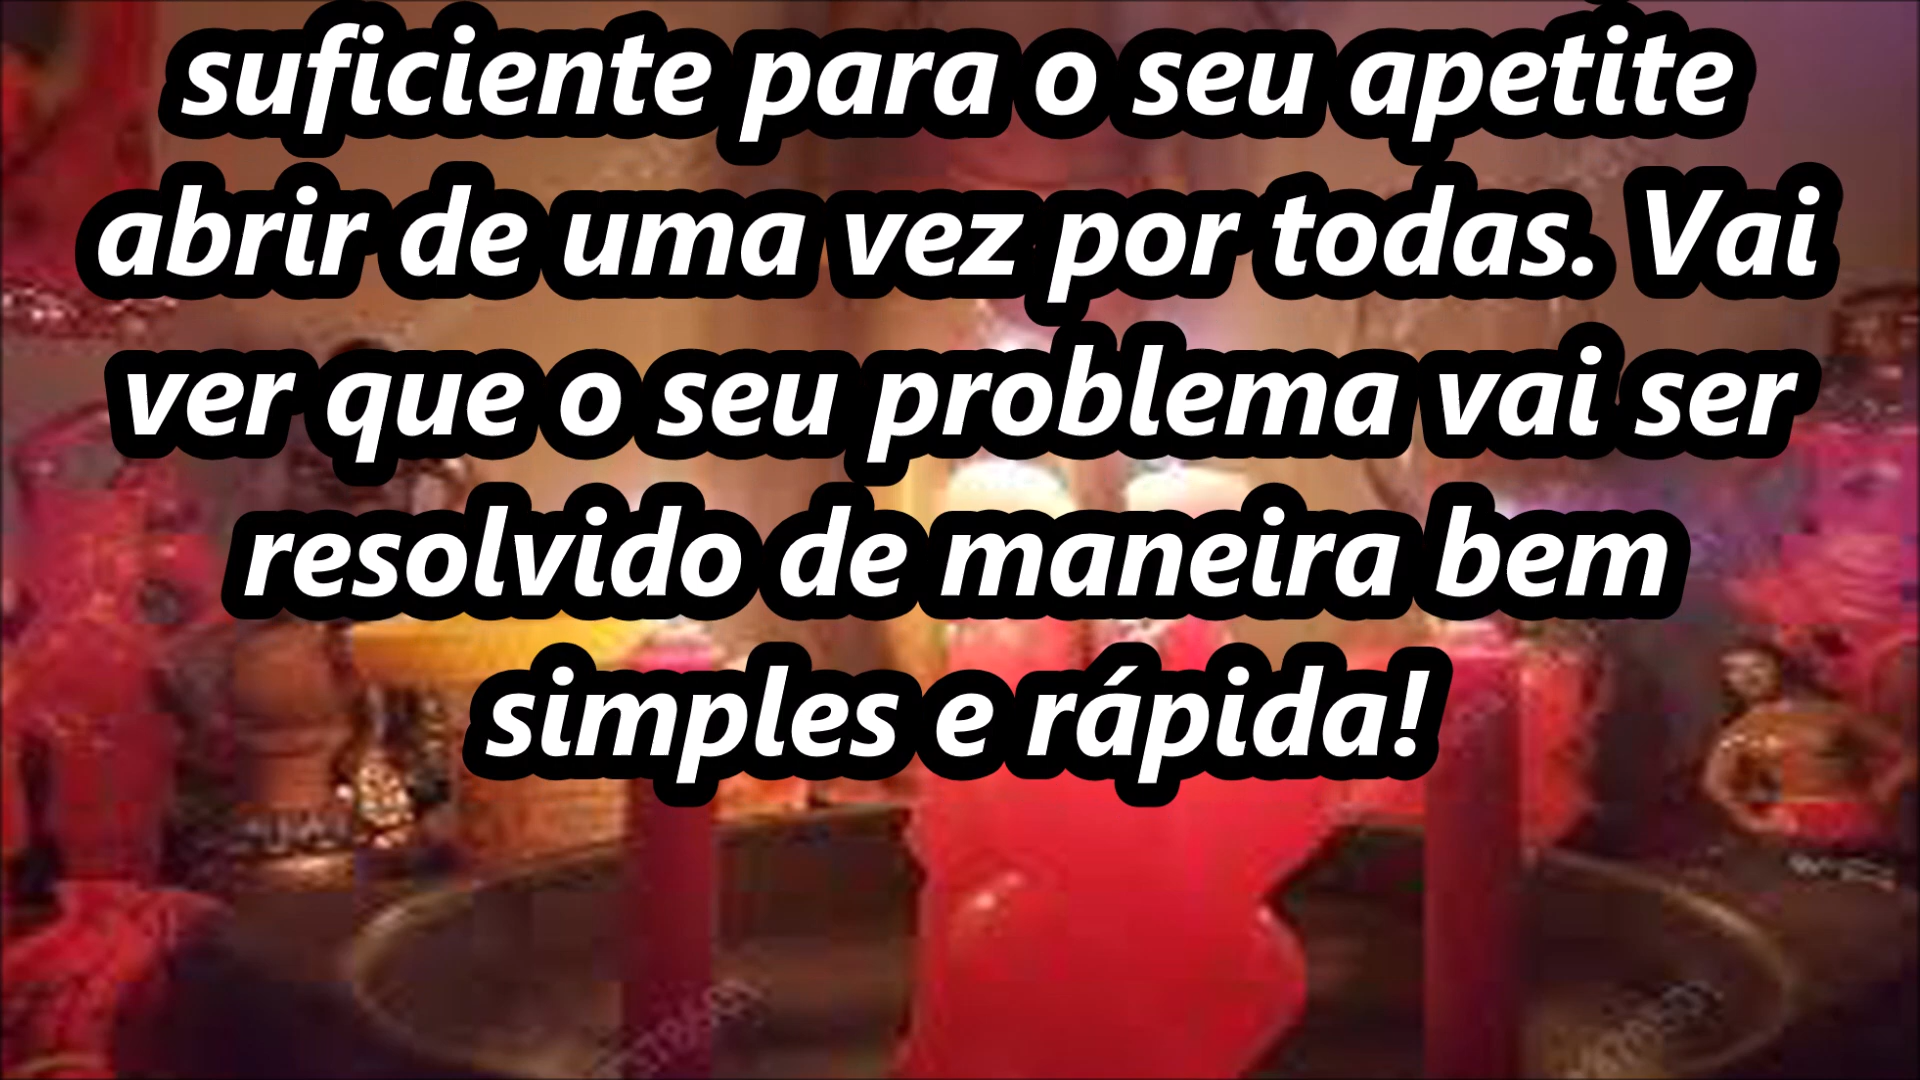 suficiente para o seu apetite
abrir de uma vez por todas. Vai
ver que o seu problema vai ser
resolvido de maneira bem
simples e rápida!